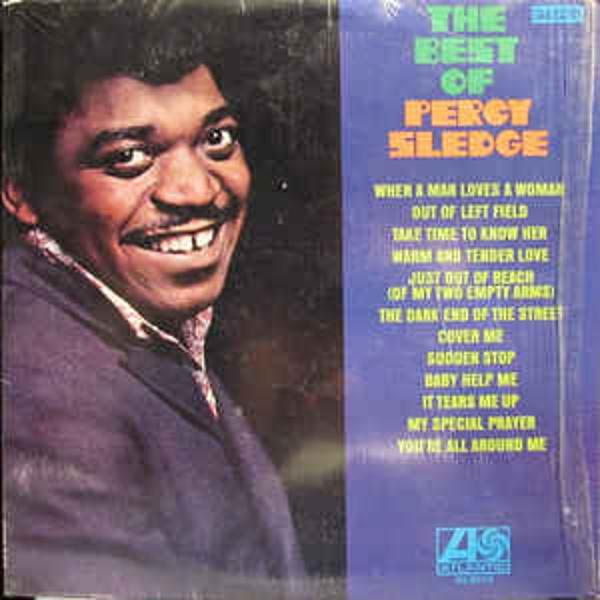 THE
BEST
OF
PERCY
SLEDGE
WHEN A MAN LOVES A WOMAN
OUT OF LEFT FIELD
TAKE TIME TO KNOW HER
WARM AND TENDER LOVE
JUST OUT OF REACH
(OF MY TWO EMPTY ARMS)
THE DARK END OF THE STREET
COVER ME
SUDDEN STOP
BABY HELP ME
IT TEARS ME UP
MY SPECIAL PRAYER
YOU'RE ALL AROUND ME
ATLANTIC